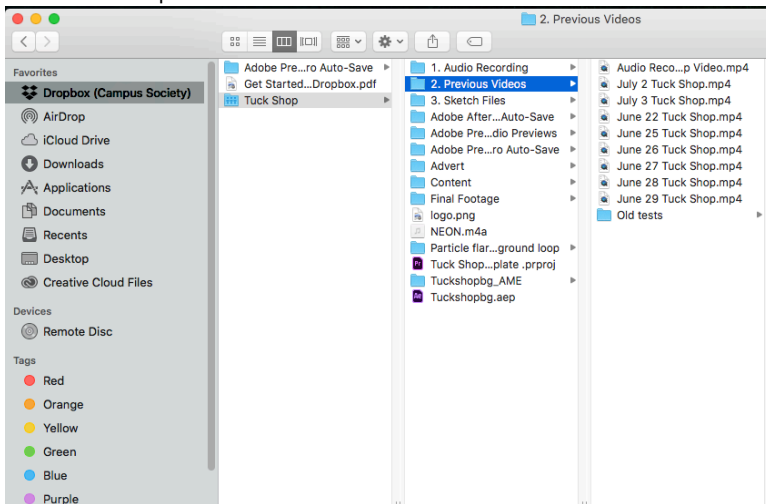 2. Previous Videos
Favorites
Dropbox (Campus Society)
AirDrop
iCloud Drive
Downloads
Applications
Documents
Recents
Desktop
Creative Cloud Files
Devices
Remote Disc
Tags
Red
Orange
Yellow
Green
Blue
Purple
Adobe Pre...ro Auto-Save
Get Started...Dropbox.pdf
Tuck Shop
1. Audio Recording
2. Previous Videos
3. Sketch Files
Adobe After...Auto-Save
Adobe Pre...dio Previews
Adobe Pre...ro Auto-Save
Advert
Content
Final Footage
logo.png
NEON.m4a
Particle flar...ground loop
Tuck Shop...plate .prproj
Tuckshopbg_AME
Tuckshopbg.aep
Audio Reco...p Video.mp4
July 2 Tuck Shop.mp4
July 3 Tuck Shop.mp4
June 22 Tuck Shop.mp4
June 25 Tuck Shop.mp4
June 26 Tuck Shop.mp4
June 27 Tuck Shop.mp4
June 28 Tuck Shop.mp4
June 29 Tuck Shop.mp4
Old tests